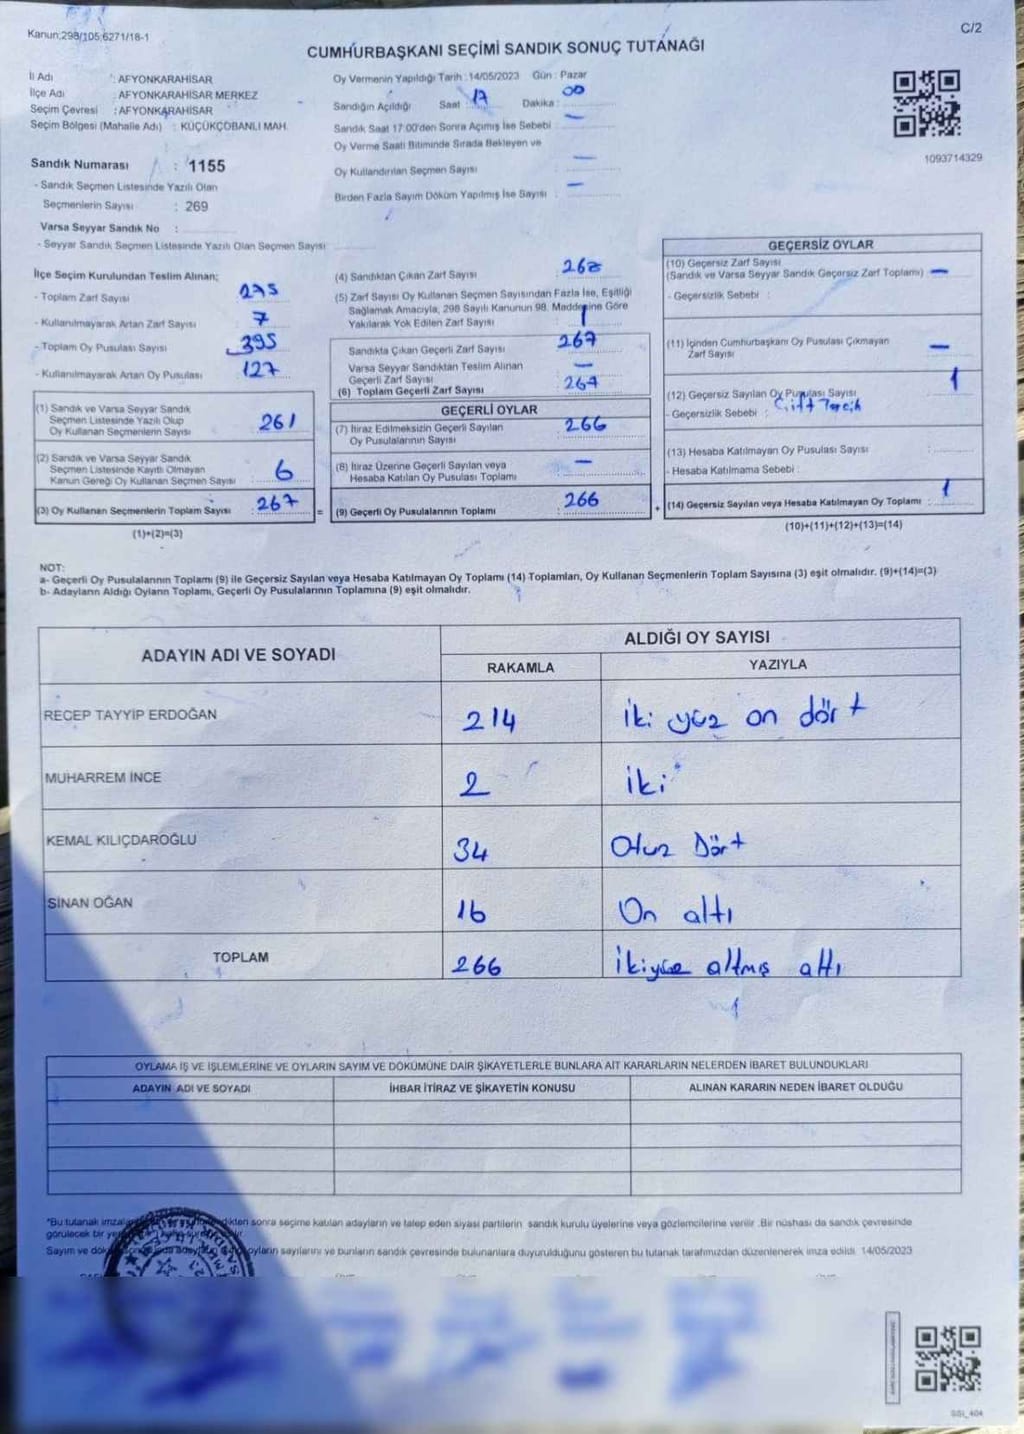 Kanun;298/105;6271/18-1
C/2
CUMHURBAŞKANI SEÇİMİ SANDIK SONUÇ TUTANAĞI
İl Adı : AFYONKARAHİSAR
İlçe Adı : AFYONKARAHİSAR MERKEZ
Seçim Çevresi : AFYONKARAHİSAR
Seçim Bölgesi (Mahalle Adı) : KÜÇÜKÇOBANLI MAH.
Sandık Numarası : 1155
- Sandık Seçmen Listesinde Yazılı Olan
Seçmenlerin Sayısı : 269
Varsa Seyyar Sandık No :
- Seyyar Sandık Seçmen Listesinde Yazılı Olan Seçmen Sayısı
Oy Vermenin Yapıldığı Tarih : 14/05/2023 Gün : Pazar
Sandığın Açıldığı Saat : 17 Dakika : 00
Sandık Saat 17:00'den Sonra Açımış İse Sebebi : —
Oy Verme Saati Bitiminde Sırada Bekleyen ve
Oy Kullandırılan Seçmen Sayısı : —
Birden Fazla Sayım Döküm Yapılmış İse Sayısı : —
1093714329
İlçe Seçim Kurulundan Teslim Alınan;
- Toplam Zarf Sayısı : 275
- Kullanılmayarak Artan Zarf Sayısı : 7
- Toplam Oy Pusulası Sayısı : 395
- Kullanılmayarak Artan Oy Pusulası : 127
(1) Sandık ve Varsa Seyyar Sandık
Seçmen Listesinde Yazılı Olup
Oy Kullanan Seçmenlerin Sayısı : 261
(2) Sandık ve Varsa Seyyar Sandık
Seçmen Listesinde Kayıtlı Olmayan
Kanun Gereği Oy Kullanan Seçmen Sayısı : 6
(3) Oy Kullanan Seçmenlerin Toplam Sayısı : 267
(1)+(2)=(3)
(4) Sandıktan Çıkan Zarf Sayısı : 268
(5) Zarf Sayısı Oy Kullanan Seçmen Sayısından Fazla İse, Eşitliği
Sağlamak Amacıyla, 298 Sayılı Kanunun 98. Maddesine Göre
Yakılarak Yok Edilen Zarf Sayısı : 1
Sandıkta Çıkan Geçerli Zarf Sayısı : 267
Varsa Seyyar Sandıktan Teslim Alınan
Geçerli Zarf Sayısı : —
(6) Toplam Geçerli Zarf Sayısı : 267
GEÇERLİ OYLAR
(7) İtiraz Edilmeksizin Geçerli Sayılan
Oy Pusulalarının Sayısı : 266
(8) İtiraz Üzerine Geçerli Sayılan veya
Hesaba Katılan Oy Pusulası Toplamı : —
= (9) Geçerli Oy Pusulalarının Toplamı : 266
GEÇERSİZ OYLAR
(10) Geçersiz Zarf Sayısı
(Sandık ve Varsa Seyyar Sandık Geçersiz Zarf Toplamı) : —
- Geçersizlik Sebebi :
(11) İçinden Cumhurbaşkanı Oy Pusulası Çıkmayan
Zarf Sayısı : —
(12) Geçersiz Sayılan Oy Pusulası Sayısı 1
- Geçersizlik Sebebi : Çift Tercih
(13) Hesaba Katılmayan Oy Pusulası Sayısı :
- Hesaba Katılmama Sebebi :
+ (14) Geçersiz Sayılan veya Hesaba Katılmayan Oy Toplamı : 1
(10)+(11)+(12)+(13)=(14)
NOT:
a- Geçerli Oy Pusulalarının Toplamı (9) ile Geçersiz Sayılan veya Hesaba Katılmayan Oy Toplamı (14) Toplamları, Oy Kullanan Seçmenlerin Toplam Sayısına (3) eşit olmalıdır. (9)+(14)=(3)
b- Adayların Aldığı Oyların Toplamı, Geçerli Oy Pusulalarının Toplamına (9) eşit olmalıdır.
ADAYIN ADI VE SOYADI
ALDIĞI OY SAYISI
RAKAMLA YAZIYLA
RECEP TAYYİP ERDOĞAN 214 iki yüz on dört
MUHARREM İNCE 2 iki
KEMAL KILIÇDAROĞLU 34 Otuz Dört
SİNAN OĞAN 16 On altı
TOPLAM 266 ikiyüz altmış altı
OYLAMA İŞ VE İŞLEMLERİNE VE OYLARIN SAYIM VE DÖKÜMÜNE DAİR ŞİKAYETLERLE BUNLARA AİT KARARLARIN NELERDEN İBARET BULUNDUKLARI
ADAYIN ADI VE SOYADI İHBAR İTİRAZ VE ŞİKAYETİN KONUSU ALINAN KARARIN NEDEN İBARET OLDUĞU
*Bu tutanak sonra seçime katılan adayların ve talep eden siyasi partilerin sandık kurulu üyelerine veya gözlemcilerine verilir .Bir nüshası da sandık çevresinde
görülecek bir
Sayım ve oyların sayılarını ve bunların sandık çevresinde bulunanlara duyurulduğunu gösteren bu tutanak tarafımızdan düzenlenerek imza edildi. 14/05/2023
SSI_404